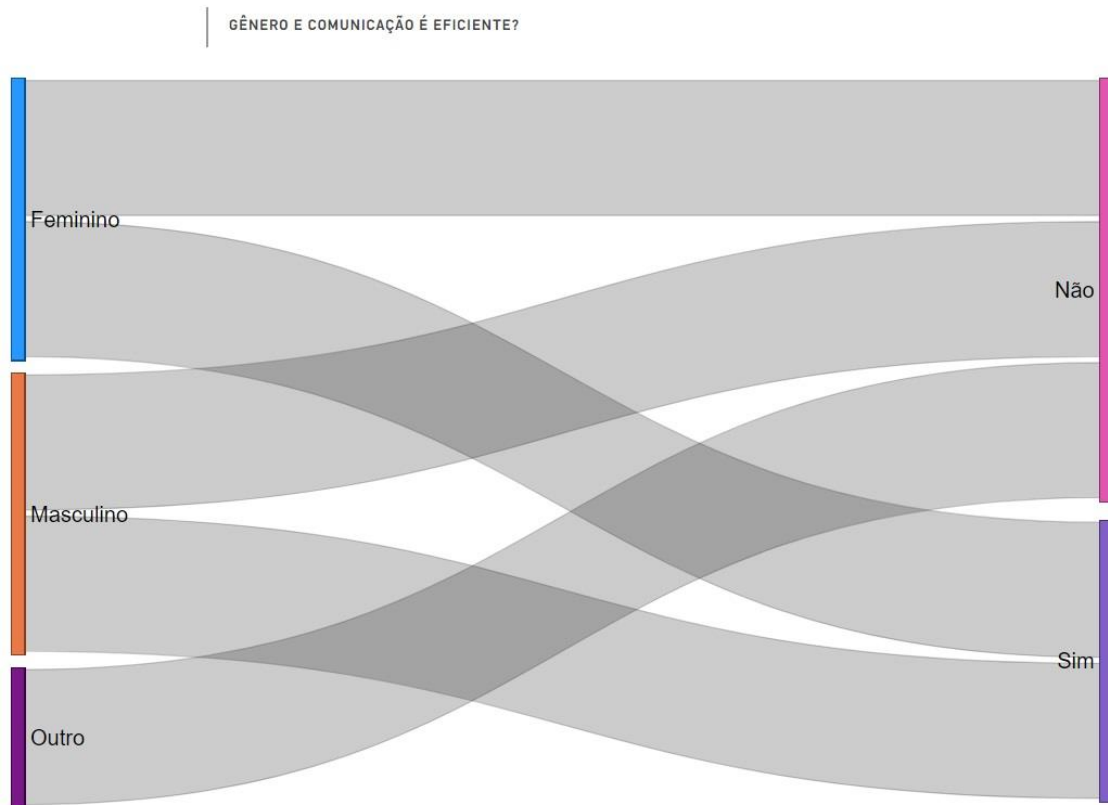 GÊNERO E COMUNICAÇÃO É EFICIENTE?
Feminino
Não
Masculino
Sim
Outro